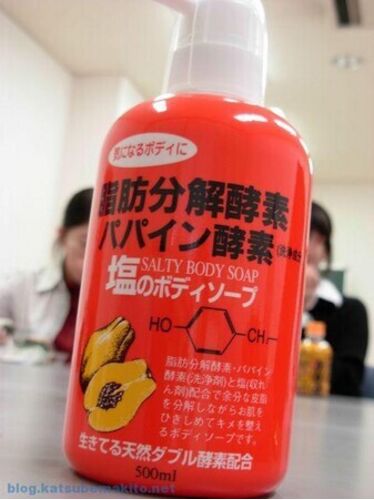 気になるボディに
脂肪分解酵素
パパイン酵素(洗浄成分)
SALTY BODY SOAP
塩のボディソープ
HO
CH
脂肪分解酵素・パパイン
酵素(洗浄剤)と塩(収れ
ん剤)配合で余分な皮脂
を分解しながらお肌を
ひきしめてキメを整え
るボディソープです。
生きてる天然ダブル酵素配合
500ml
blog.katsubemakito.net